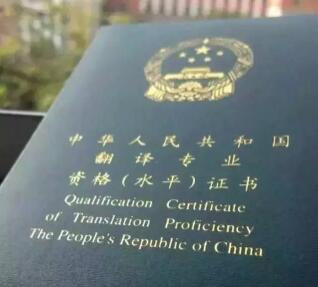 中华人民共和国
翻译专业
资格（水平）证书
Qualification Certificate
of Translation Proficiency
The People's Republic of China